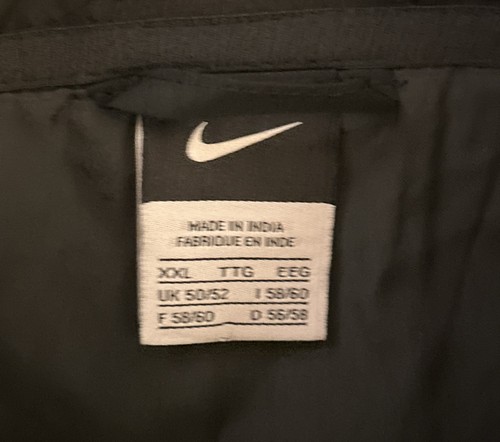 MADE IN INDIA
FABRIQUE EN INDE
XXL TTG EEG
UK 50/52 I 58/60
F 58/60 D 56/58